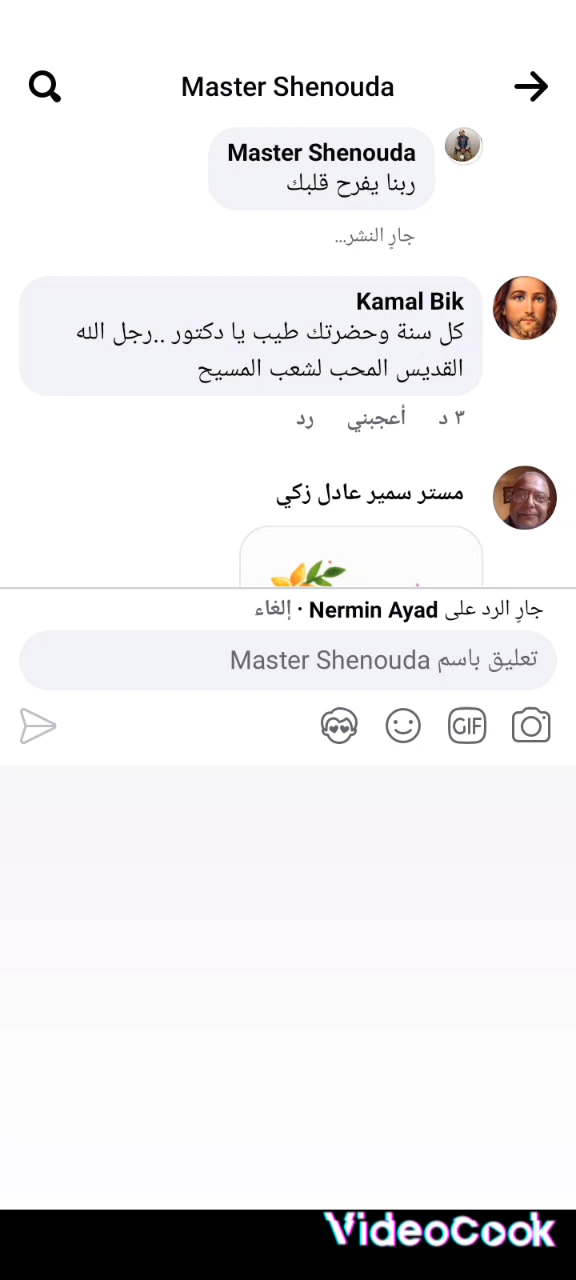 Master Shenouda
Master Shenouda
ربنا يفرح قلبك
جارٍ النشر...
Kamal Bik
كل سنة وحضرتك طيب يا دكتور ..رجل الله
القديس المحب لشعب المسيح
٣ د أعجبني رد
مستر سمير عادل زكي
جارٍ الرد على Nermin Ayad · إلغاء
تعليق باسم Master Shenouda
GIF
VideoCook